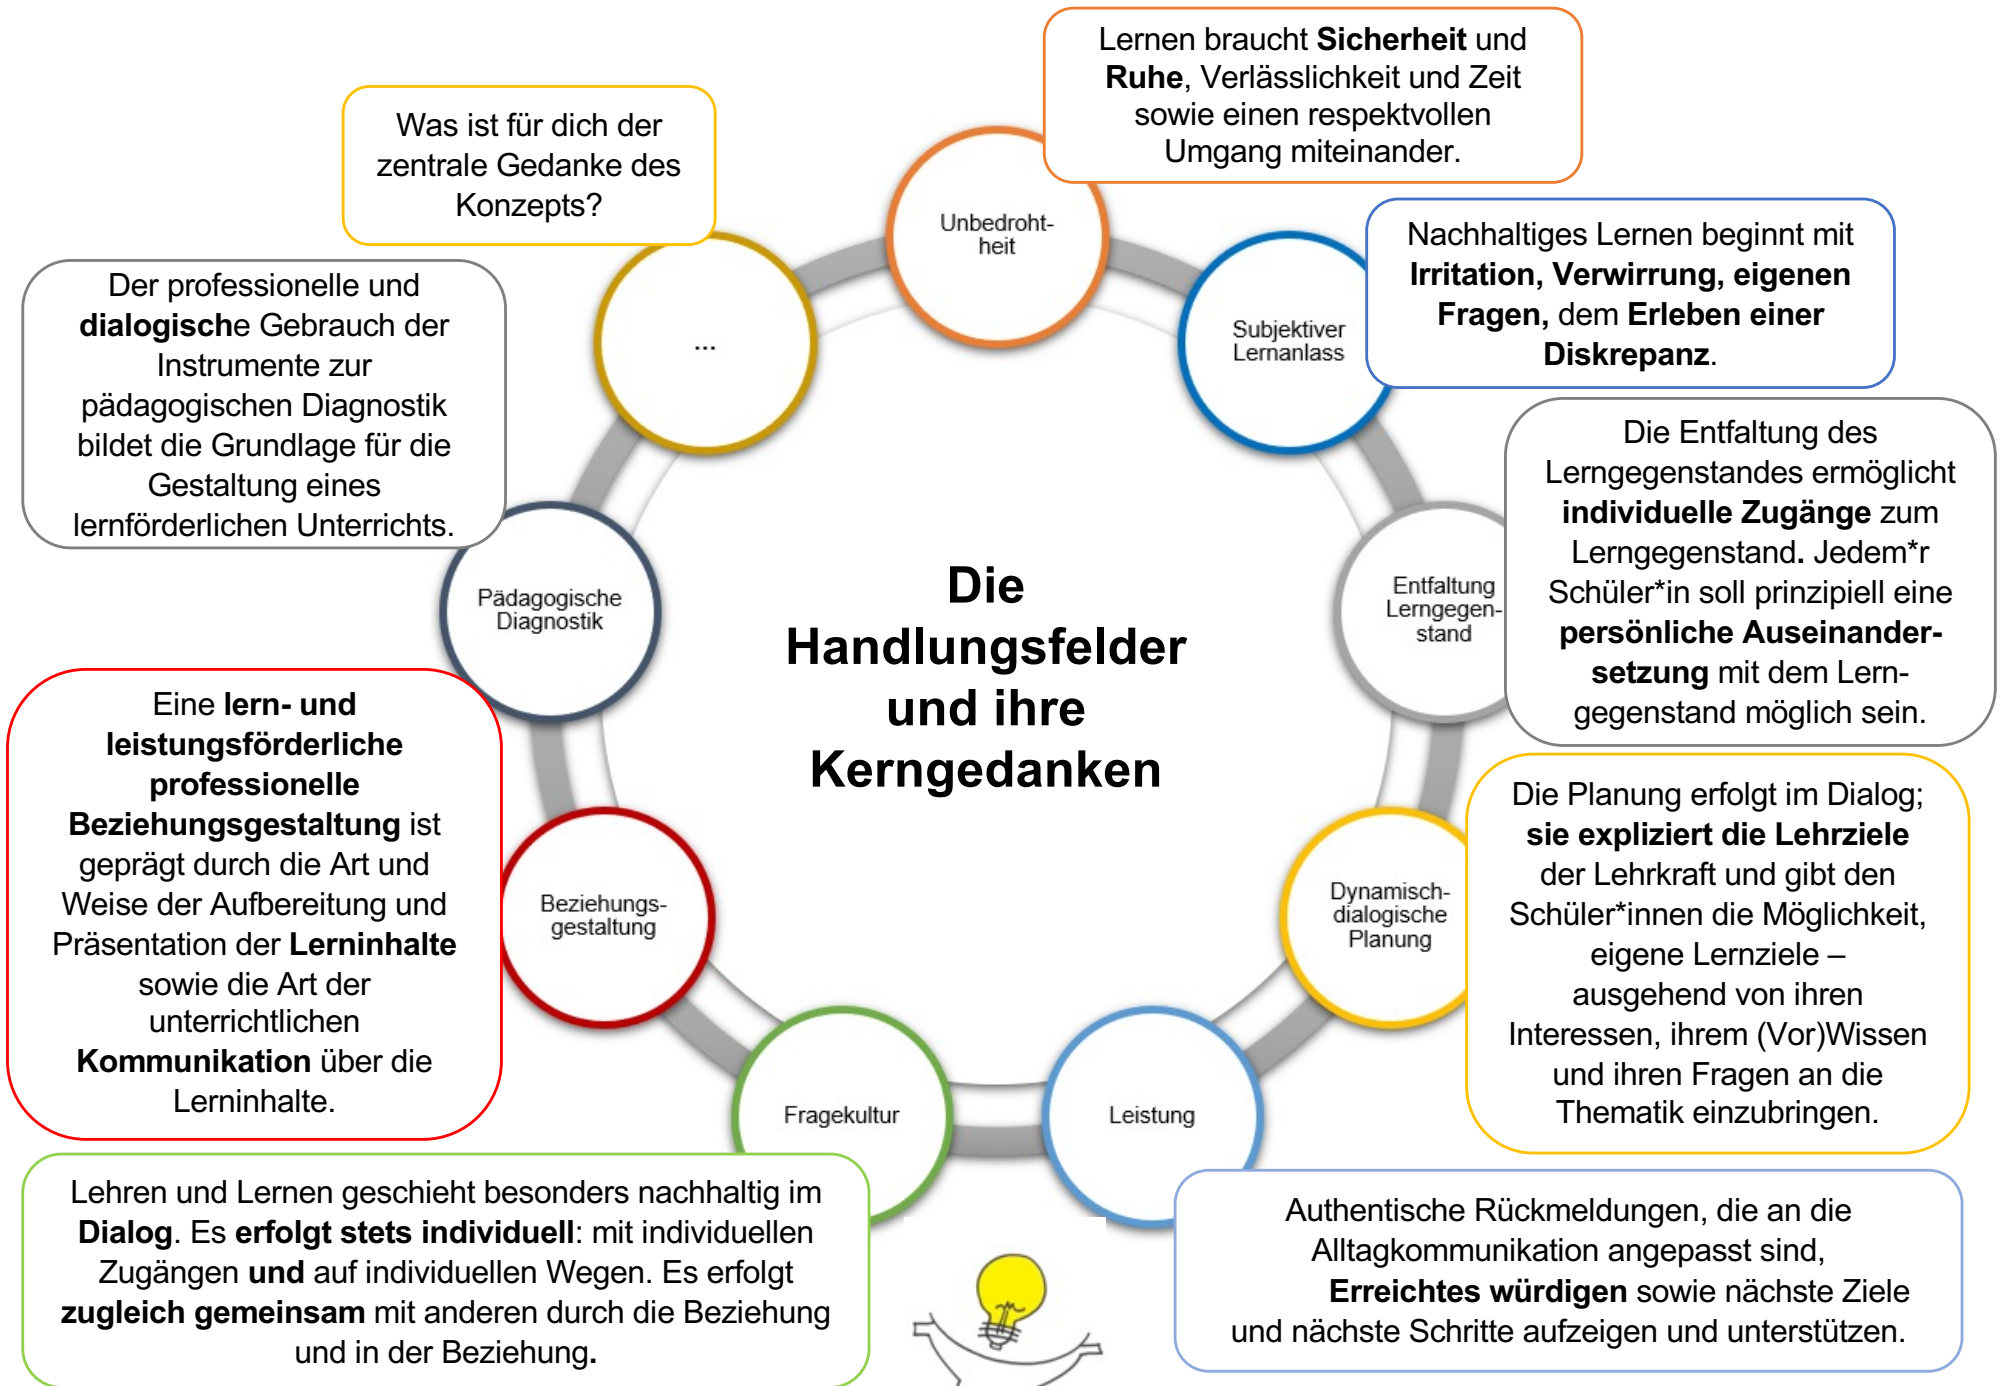 Lernen braucht Sicherheit und
Ruhe, Verlässlichkeit und Zeit
sowie einen respektvollen
Umgang miteinander.
Was ist für dich der
zentrale Gedanke des
Konzepts?
Unbedroht-
heit
Nachhaltiges Lernen beginnt mit
Irritation, Verwirrung, eigenen
Fragen, dem Erleben einer
Diskrepanz.
Subjektiver
Lernanlass
...
Der professionelle und
dialogische Gebrauch der
Instrumente zur
pädagogischen Diagnostik
bildet die Grundlage für die
Gestaltung eines
lernförderlichen Unterrichts.
Die Entfaltung des
Lerngegenstandes ermöglicht
individuelle Zugänge zum
Lerngegenstand. Jedem*r
Schüler*in soll prinzipiell eine
persönliche Auseinander-
setzung mit dem Lern-
gegenstand möglich sein.
Entfaltung
Lerngegen-
stand
Pädagogische
Diagnostik
Die
Handlungsfelder
und ihre
Kerngedanken
Eine lern- und
leistungsförderliche
professionelle
Beziehungsgestaltung ist
geprägt durch die Art und
Weise der Aufbereitung und
Präsentation der Lerninhalte
sowie die Art der
unterrichtlichen
Kommunikation über die
Lerninhalte.
Beziehungs-
gestaltung
Dynamisch-
dialogische
Planung
Die Planung erfolgt im Dialog;
sie expliziert die Lehrziele
der Lehrkraft und gibt den
Schüler*innen die Möglichkeit,
eigene Lernziele –
ausgehend von ihren
Interessen, ihrem (Vor)Wissen
und ihren Fragen an die
Thematik einzubringen.
Fragekultur
Leistung
Lehren und Lernen geschieht besonders nachhaltig im
Dialog. Es erfolgt stets individuell: mit individuellen
Zugängen und auf individuellen Wegen. Es erfolgt
zugleich gemeinsam mit anderen durch die Beziehung
und in der Beziehung.
Authentische Rückmeldungen, die an die
Alltagkommunikation angepasst sind,
Erreichtes würdigen sowie nächste Ziele
und nächste Schritte aufzeigen und unterstützen.